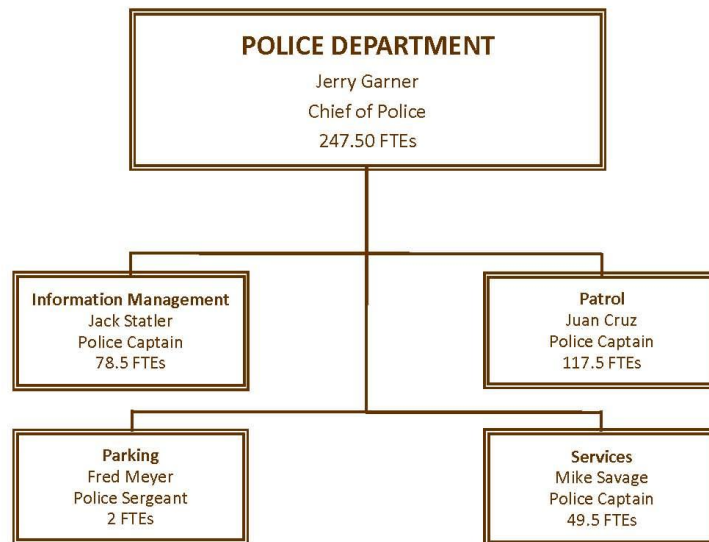 POLICE DEPARTMENT
Jerry Garner
Chief of Police
247.50 FTEs
Information Management
Jack Statler
Police Captain
78.5 FTEs
Patrol
Juan Cruz
Police Captain
117.5 FTEs
Parking
Fred Meyer
Police Sergeant
2 FTEs
Services
Mike Savage
Police Captain
49.5 FTEs